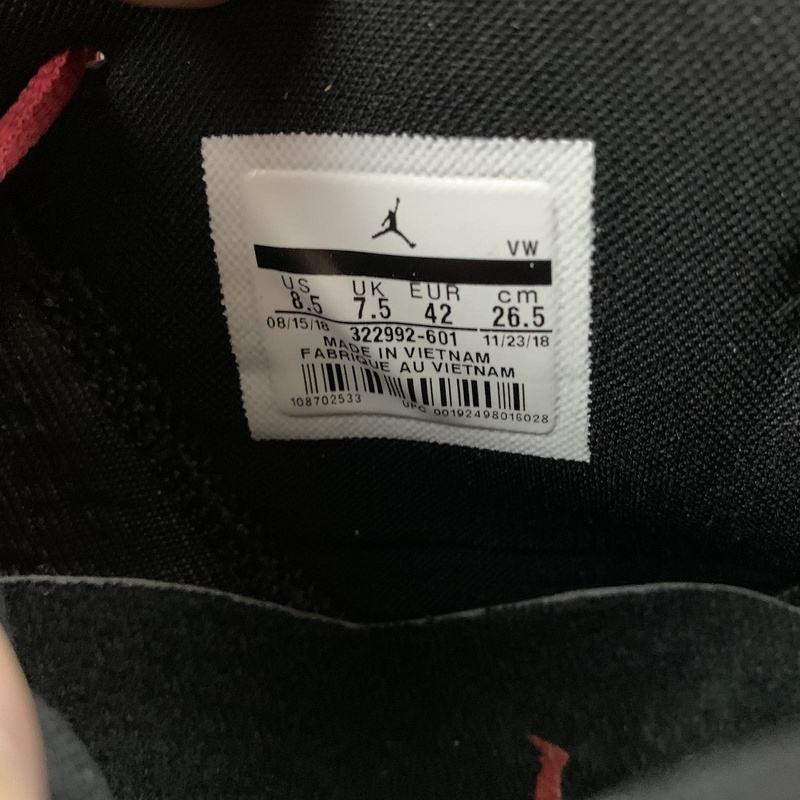 VW
US UK EUR cm
8.5 7.5 42 26.5
08/15/18 322992-601 11/23/18
MADE IN VIETNAM
FABRIQUE AU VIETNAM
108702533 UPC 00192498016028